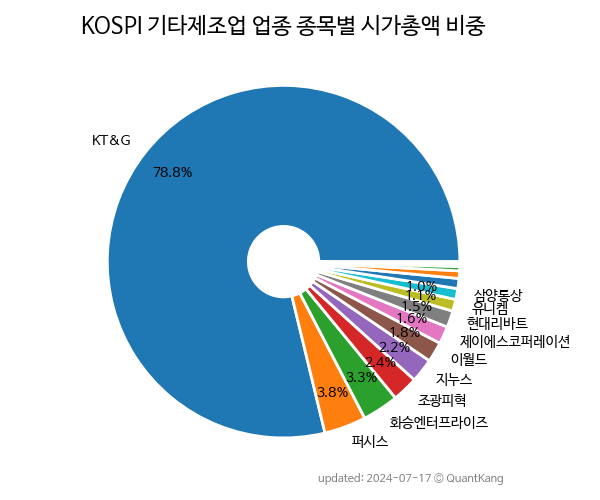 KOSPI 기타제조업 업종 종목별 시가총액 비중
KT&G
78.8%
1.0%
삼양통상
1.1%
유니켐
1.5%
현대리바트
1.6%
제이에스코퍼레이션
1.8%
이월드
2.2%
지누스
2.4%
조광피혁
3.3%
화승엔터프라이즈
3.8%
퍼시스
updated: 2024-07-17 © QuantKang